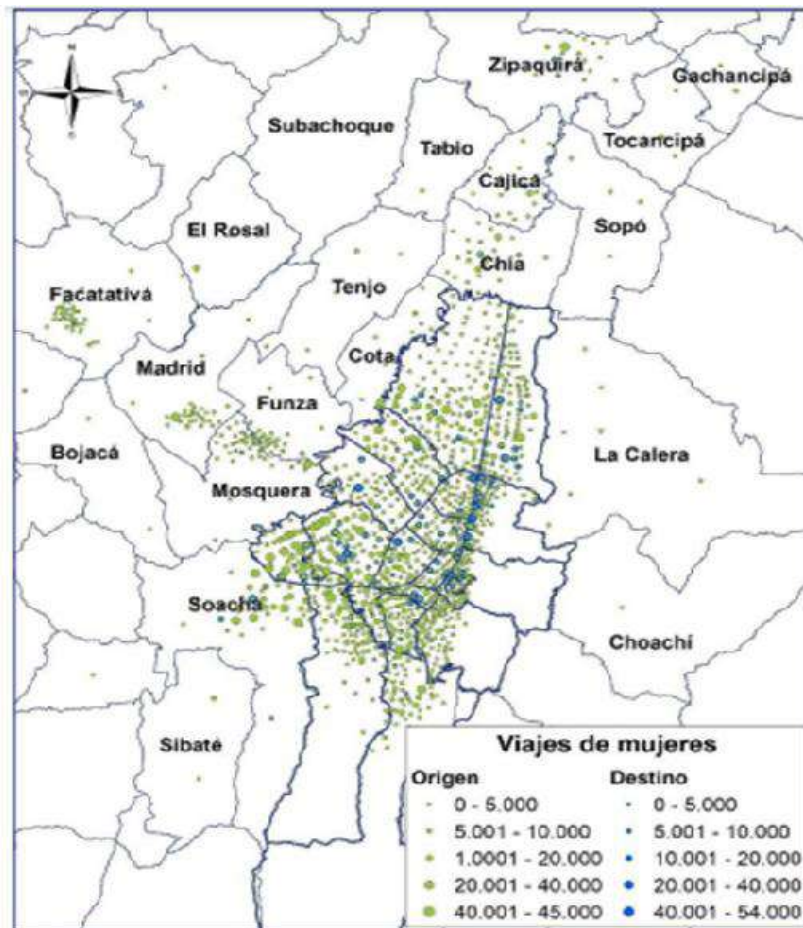 Zipaquirá
Gachancipá
Subachoque
Tabio
Tocancipá
Cajicá
El Rosal
Sopó
Chia
Facatativá
Tenjo
Cota
Madrid
Funza
Bojacá
La Calera
Mosquera
Soacha
Choachí
Sibaté
Viajes de mujeres
Origen Destino
0 - 5.000 0 - 5.000
5.001 - 10.000 5.001 - 10.000
1.0001 - 20.000 10.001 - 20.000
20.001 - 40.000 20.001 - 40.000
40.001 - 45.000 40.001 - 54.000